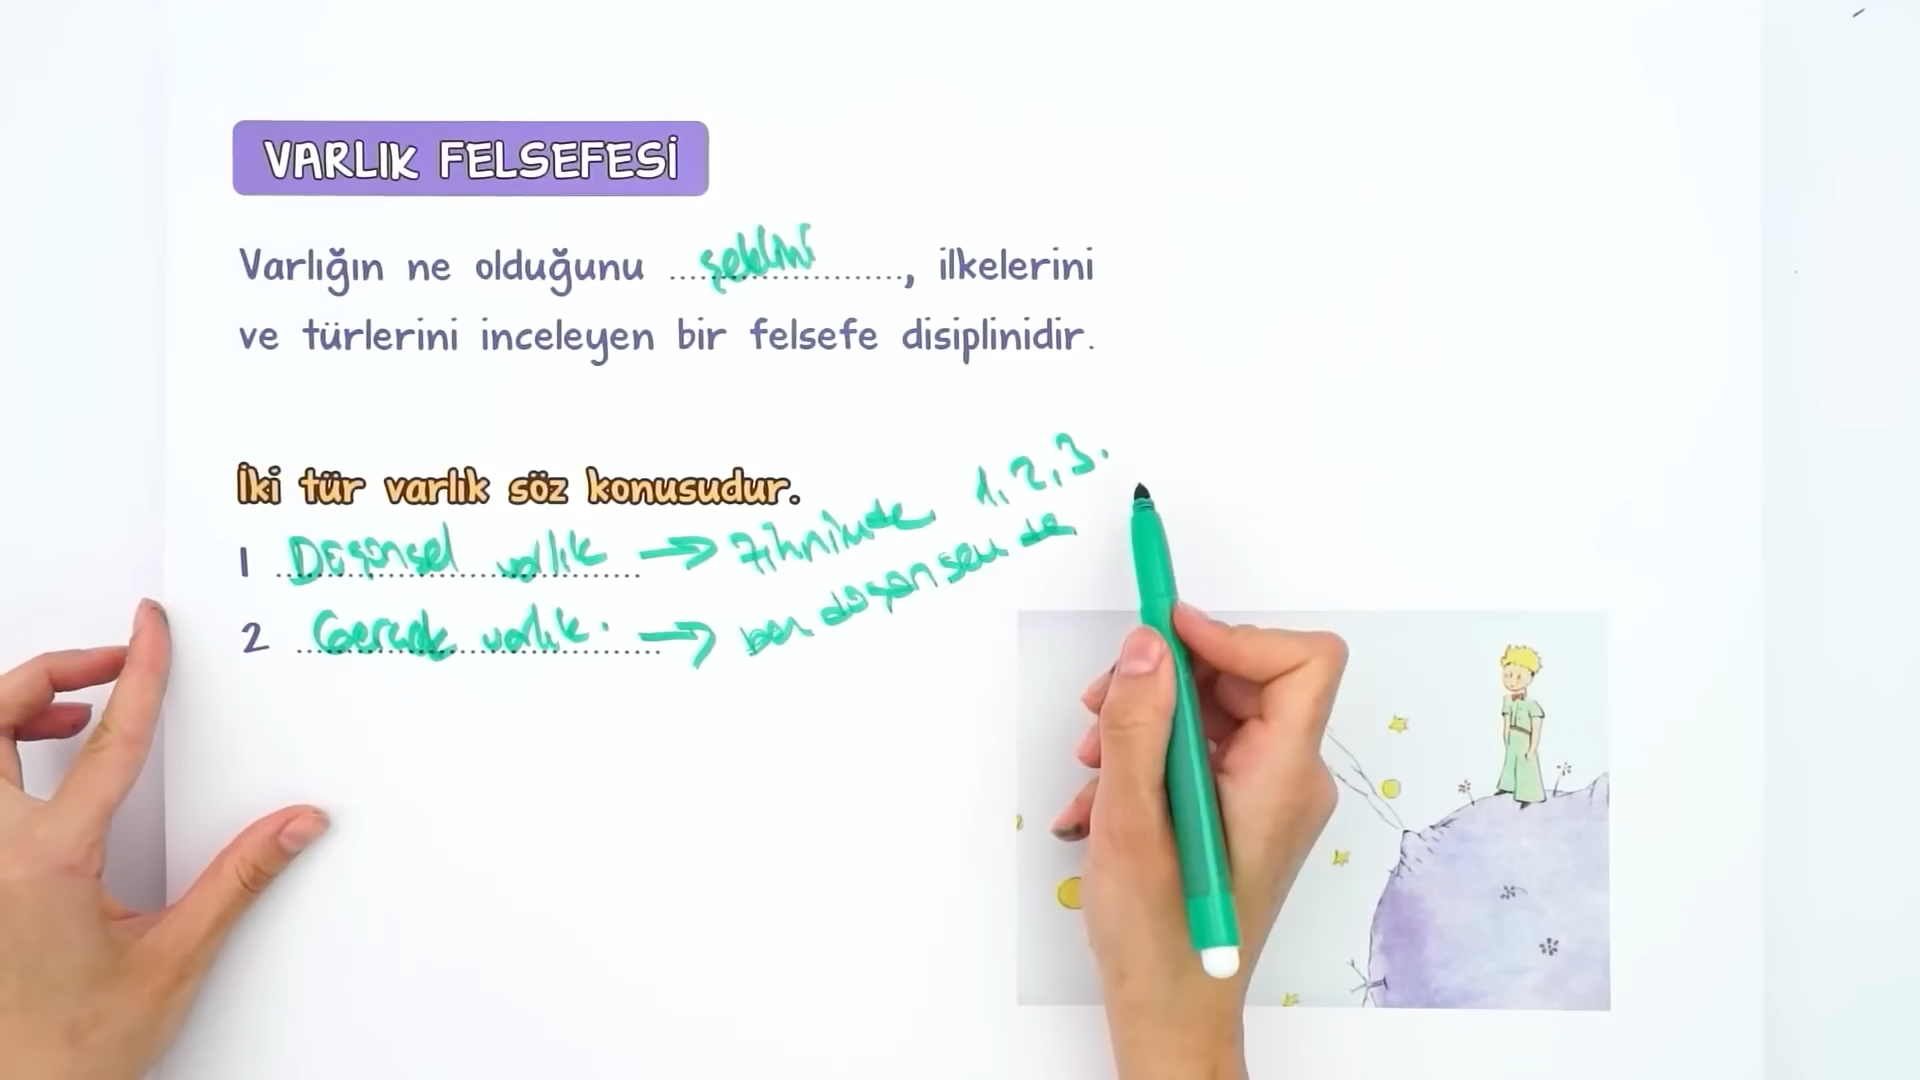 VARLIK FELSEFESİ
Varlığın ne olduğunu şeklini, ilkelerini
ve türlerini inceleyen bir felsefe disiplinidir.
İki tür varlık söz konusudur.
1 Düşünsel varlık → zihnimde 1, 2, 3.
2 Gerçek varlık. → ben düşünsem de